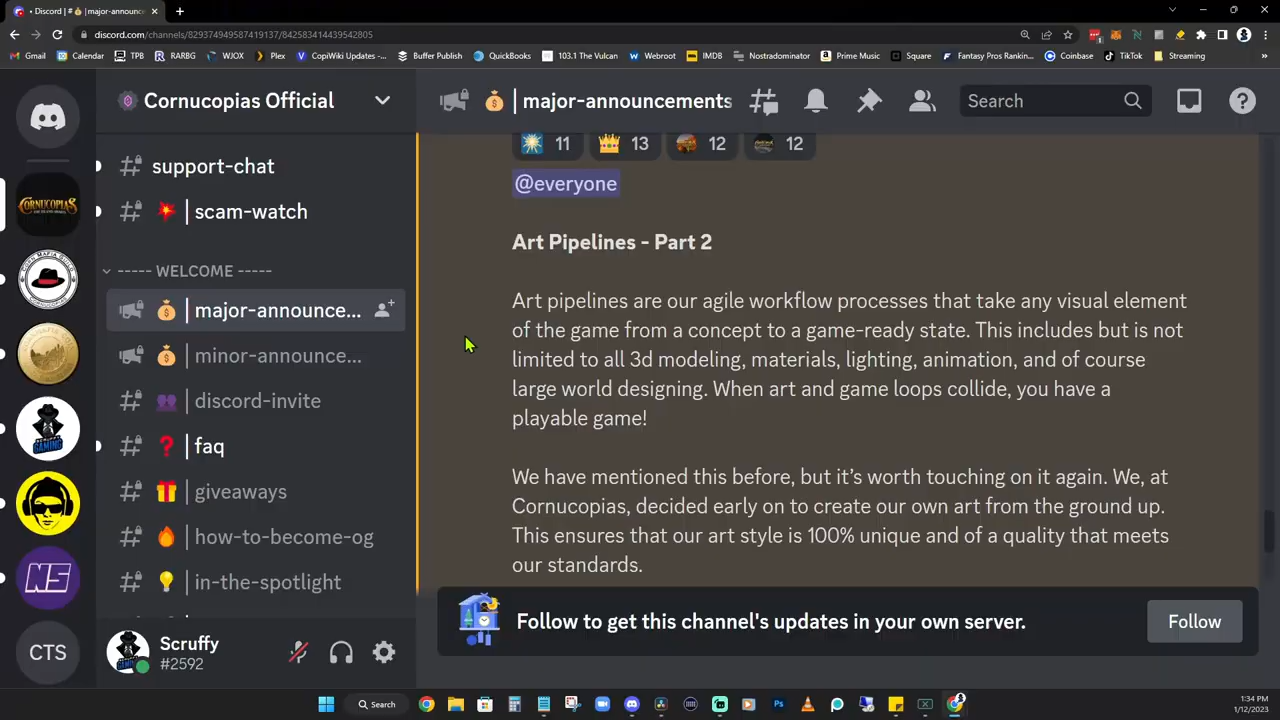 Discord | # | major-announc
discord.com/channels/829374949587419137/842583414539542805
Gmail Calendar TPB RARBG WJOX Plex CopiWiki Updates -... Buffer Publish QuickBooks 103.1 The Vulcan Webroot IMDB Nostradominator Prime Music Square Fantasy Pros Rankin... Coinbase TikTok Streaming
Cornucopias Official
support-chat
| scam-watch
----- WELCOME -----
| major-announce...
| minor-announce...
| discord-invite
| faq
| giveaways
| how-to-become-og
| in-the-spotlight
Scruffy
#2592
CORNUCOPIAS
NS
CTS
| major-announcements
Search
11 13 12 12
@everyone
Art Pipelines - Part 2
Art pipelines are our agile workflow processes that take any visual element
of the game from a concept to a game-ready state. This includes but is not
limited to all 3d modeling, materials, lighting, animation, and of course
large world designing. When art and game loops collide, you have a
playable game!
We have mentioned this before, but it's worth touching on it again. We, at
Cornucopias, decided early on to create our own art from the ground up.
This ensures that our art style is 100% unique and of a quality that meets
our standards.
Follow to get this channel's updates in your own server.
Follow
Search
1:34 PM
1/12/2023